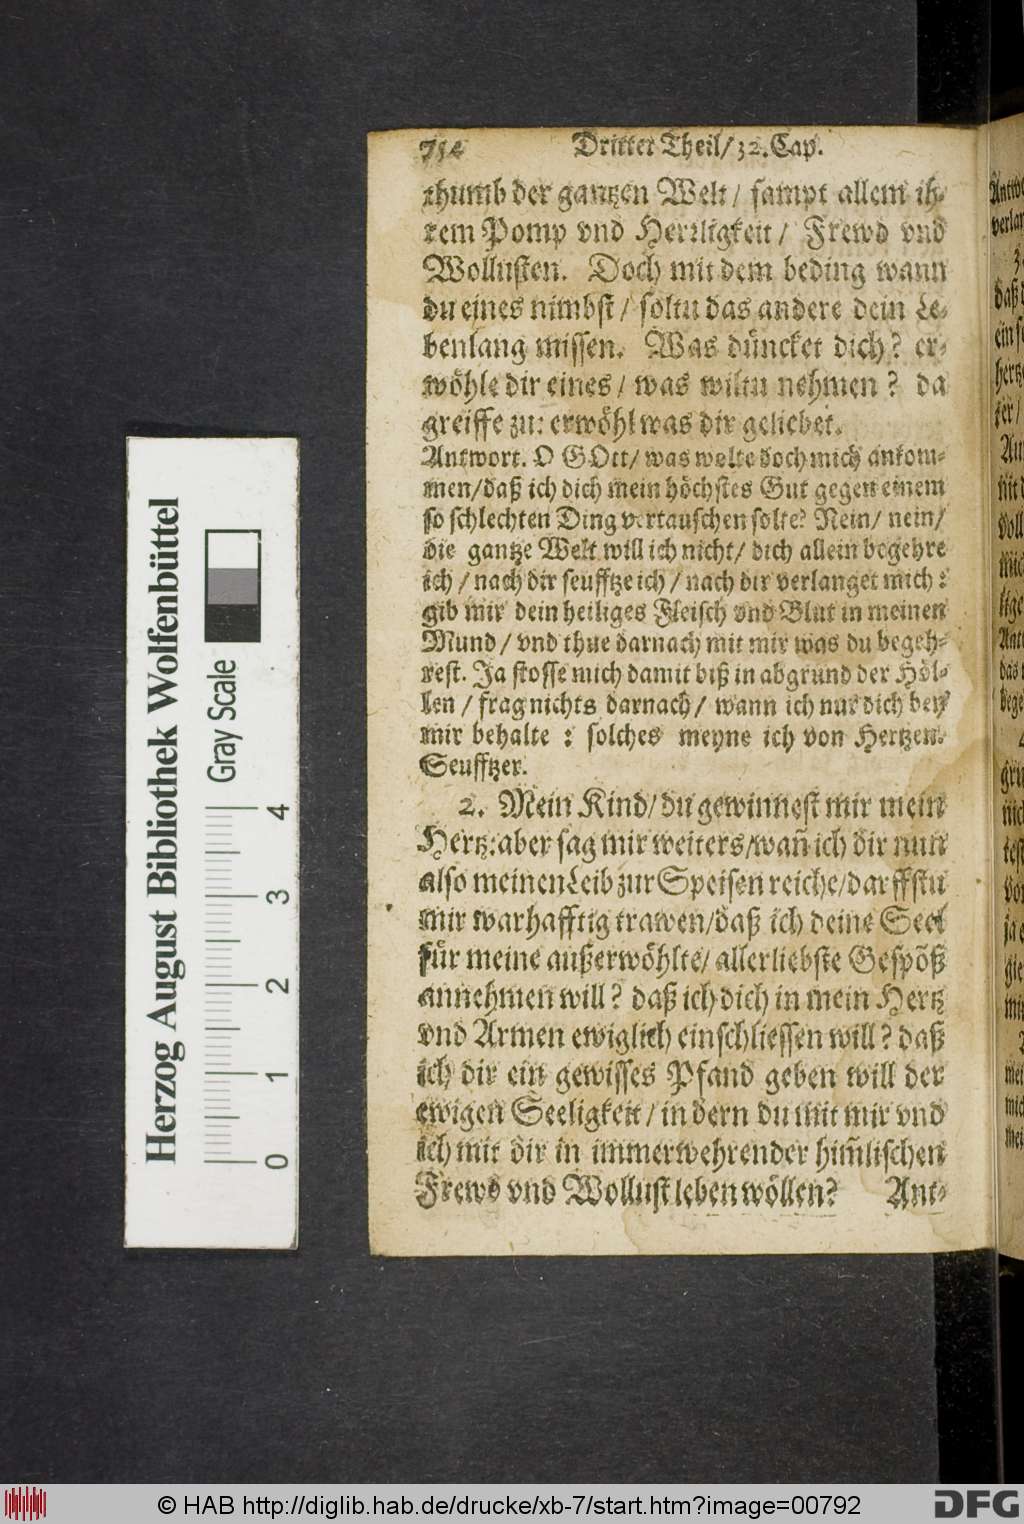 754 Dritter Theil/ 32. Cap.
thumb der gantzen Welt/ sampt allem ih-
rem Pomp vnd Herrligkeit/ Frewd vnd
Wollusten. Doch mit dem beding wann
du eines nimbst/ soltu das andere dein Le-
benlang missen. Was düncket dich? er-
wöhle dir eines/ was wiltu nehmen? da
greiffe zu: erwöhl was dir geliebet.
Antwort. O GOtt/ was wolte doch mich ankom-
men/ daß ich dich mein höchstes Gut gegen einem
so schlechten Ding vertauschen solte? Nein/ nein/
die gantze Welt will ich nicht/ dich allein begehre
ich/ nach dir seufftze ich/ nach dir verlanget mich:
gib mir dein heiliges Fleisch vnd Blut in meinen
Mund/ vnd thue darnach mit mir was du begeh-
rest. Ja stosse mich damit biß in abgrund der Höl-
len/ frag nichts darnach/ wann ich nur dich bey
mir behalte: solches meyne ich von Hertzen.
Seufftzer.
2. Mein Kind/ du gewinnest mir mein
Hertz: aber sag mir weiters/ wañ ich dir nun
also meinen Leib zur Speisen reiche/ darffstu
mir warhafftig trawen/ daß ich deine Seel
für meine außerwöhlte/ allerliebste Gespöß
annehmen will? daß ich dich in mein Hertz
vnd Armen ewiglich einschliessen will? daß
ich dir ein gewisses Pfand geben will der
ewigen Seeligkeit/ in dern du mit mir vnd
ich mit dir in immerwehrender him̃lischen
Frewd vnd Wollust leben wöllen? Ant-
Herzog August Bibliothek Wolfenbüttel
Gray Scale
0 1 2 3 4
© HAB http://diglib.hab.de/drucke/xb-7/start.htm?image=00792
DFG